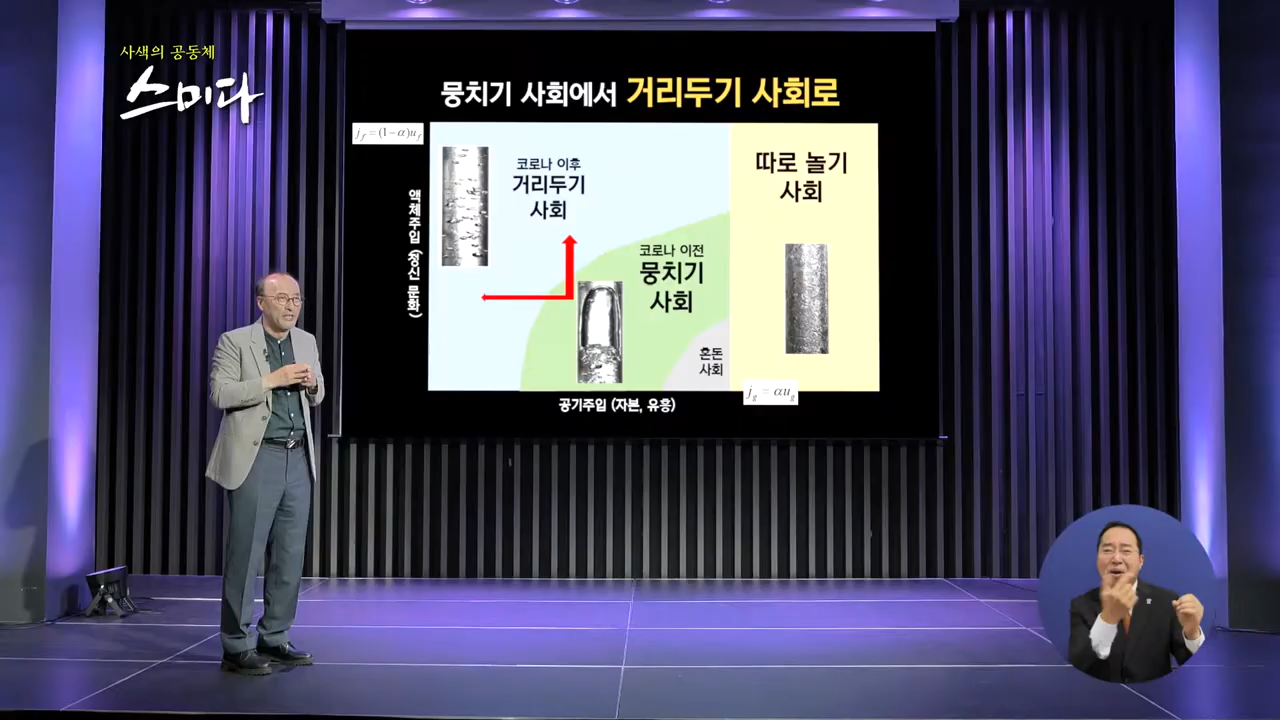 사색의 공동체
스미다
뭉치기 사회에서 거리두기 사회로
j_f = (1−α)u_f
코로나 이후
거리두기
사회
따로 놀기
사회
액체주입 (정신 문화)
코로나 이전
뭉치기
사회
혼돈
사회
j_g = αu_g
공기주입 (자본, 유흥)